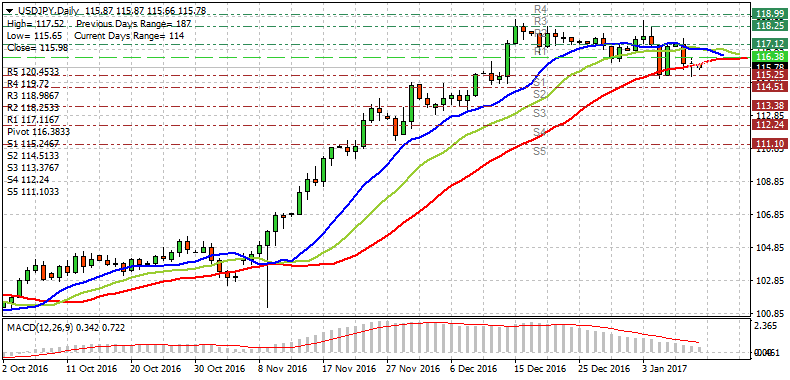 USDJPY,Daily 115.87 115.87 115.66 115.78
High= 117.52 Previous Days Range= 187
Low= 115.65 Current Days Range= 114
Close= 115.98
R5 120.4533
R4 119.72
R3 118.9867
R2 118.2533
R1 117.1167
Pivot 116.3833
S1 115.2467
S2 114.5133
S3 113.3767
S4 112.24
S5 111.1033
R4
R3
R1
S1
S2
S3
S4
S5
118.99
118.25
117.12
116.38
115.78
115.25
114.51
113.38
112.85
112.24
111.10
108.85
106.85
104.85
102.85
100.85
MACD(12,26,9) 0.342 0.722
2.365
2 Oct 2016 11 Oct 2016 20 Oct 2016 30 Oct 2016 8 Nov 2016 17 Nov 2016 27 Nov 2016 6 Dec 2016 15 Dec 2016 25 Dec 2016 3 Jan 2017